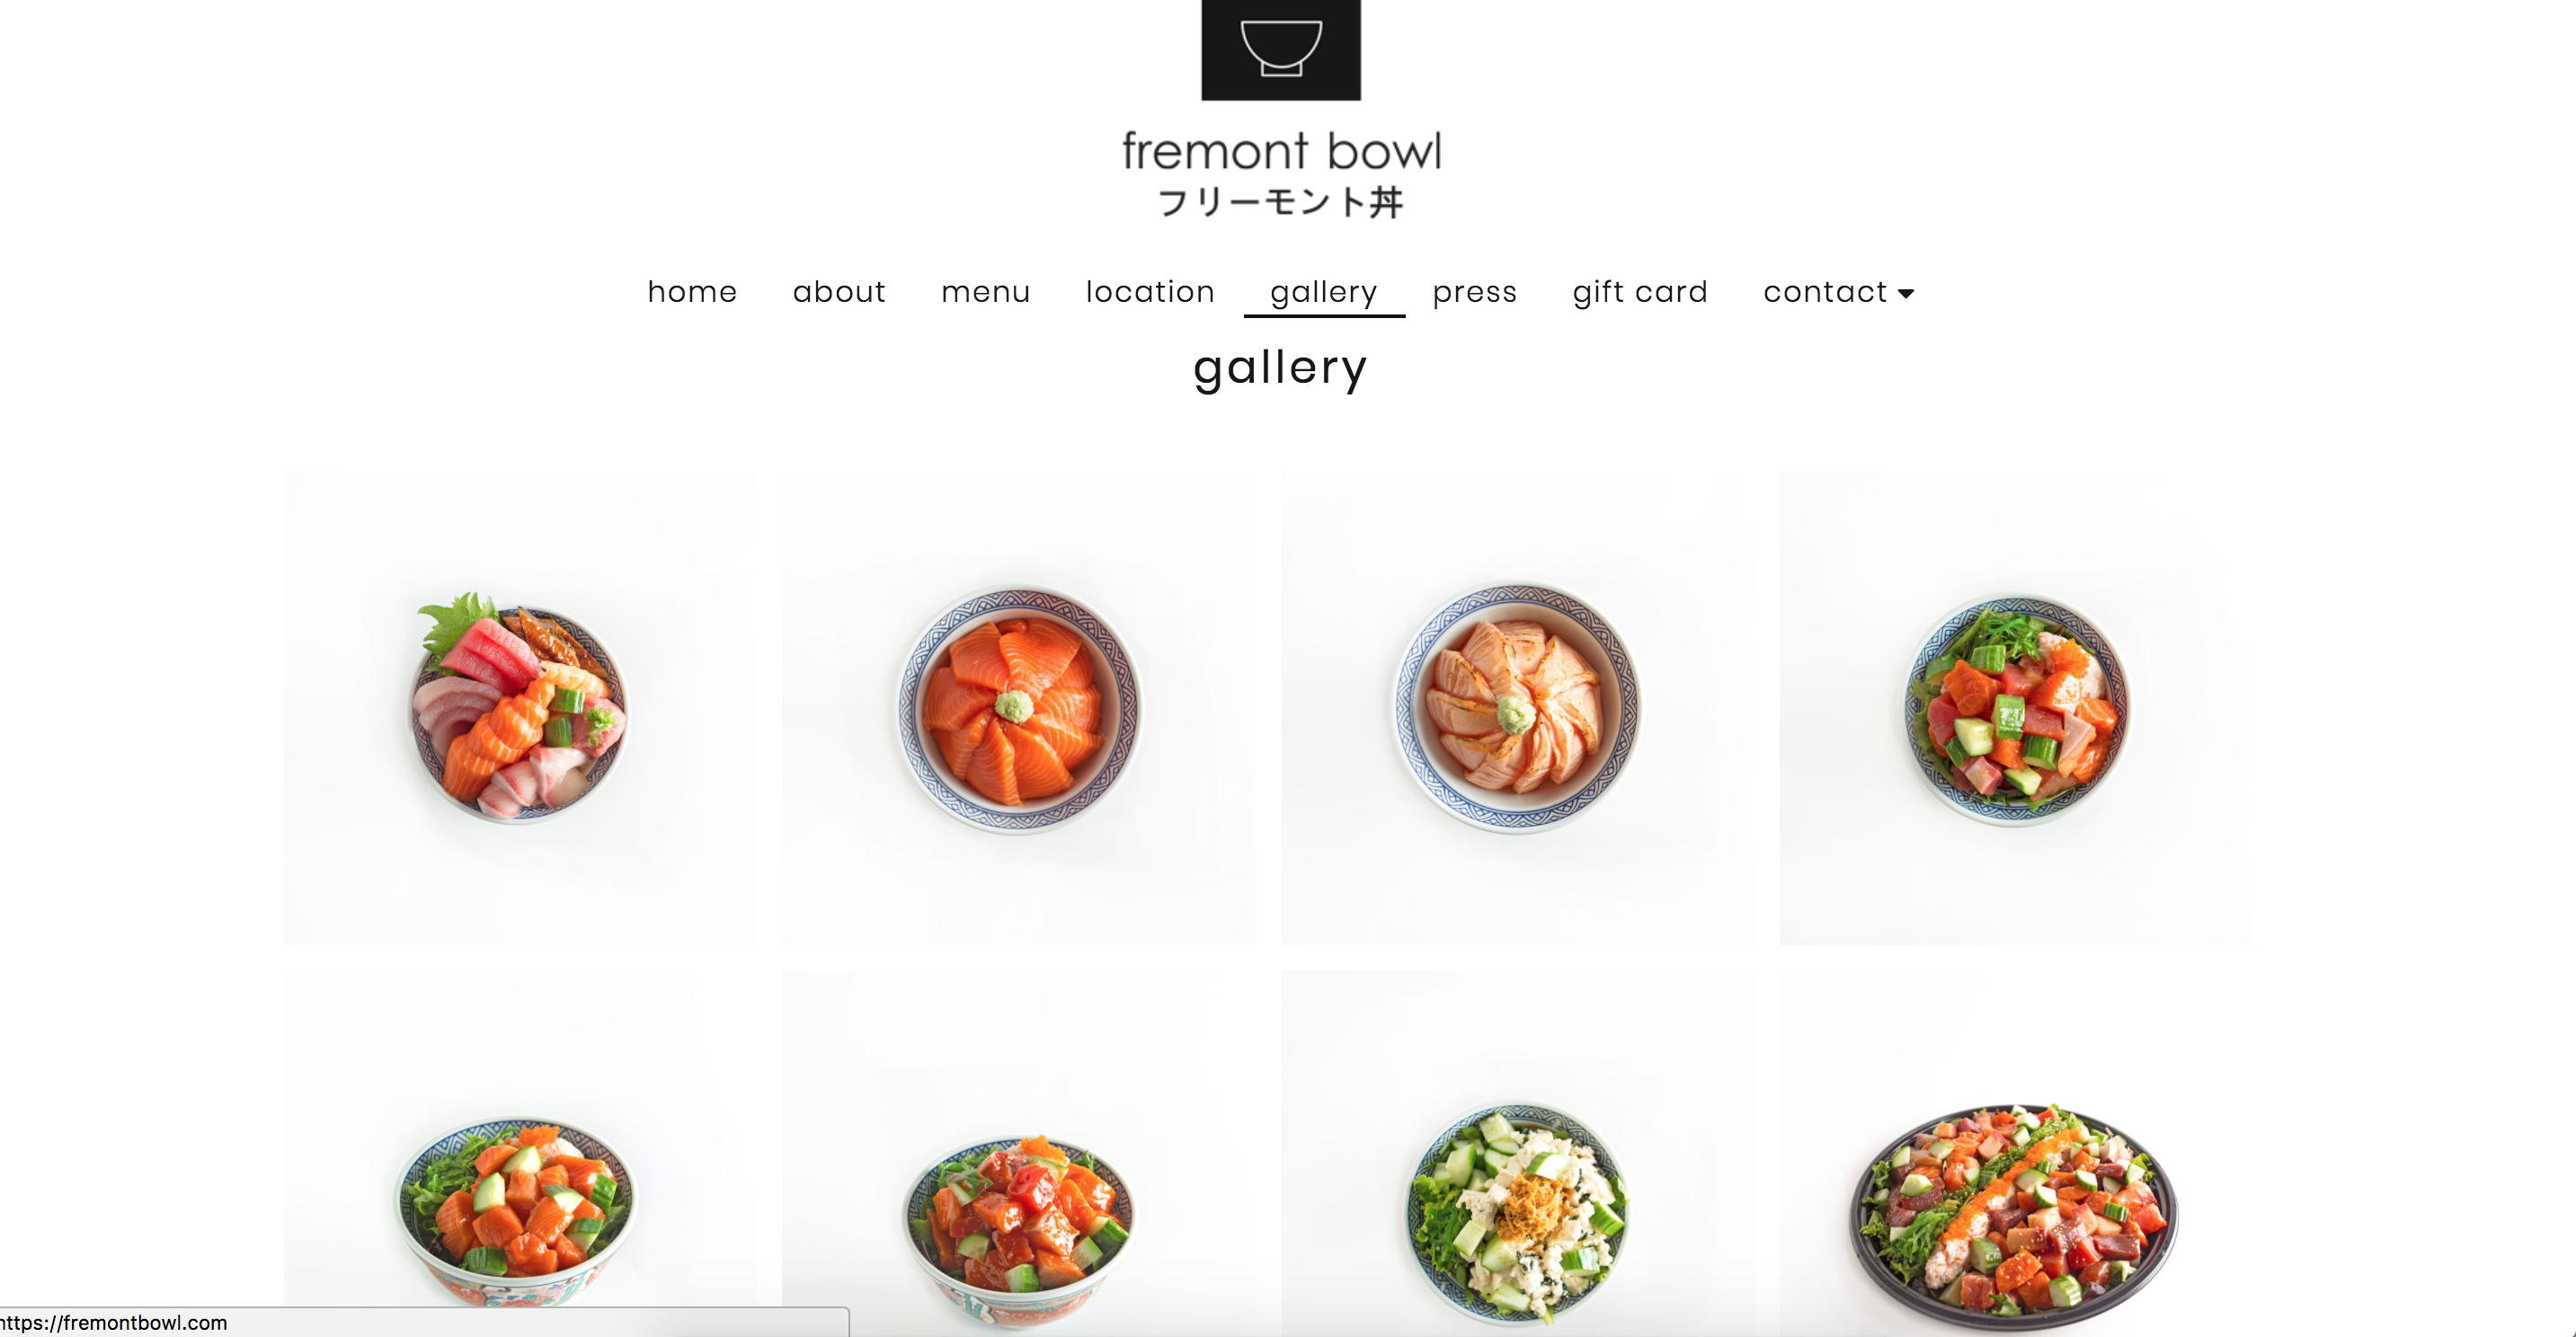 fremont bowl
フリーモント丼
home about menu location gallery press gift card contact
gallery
https://fremontbowl.com